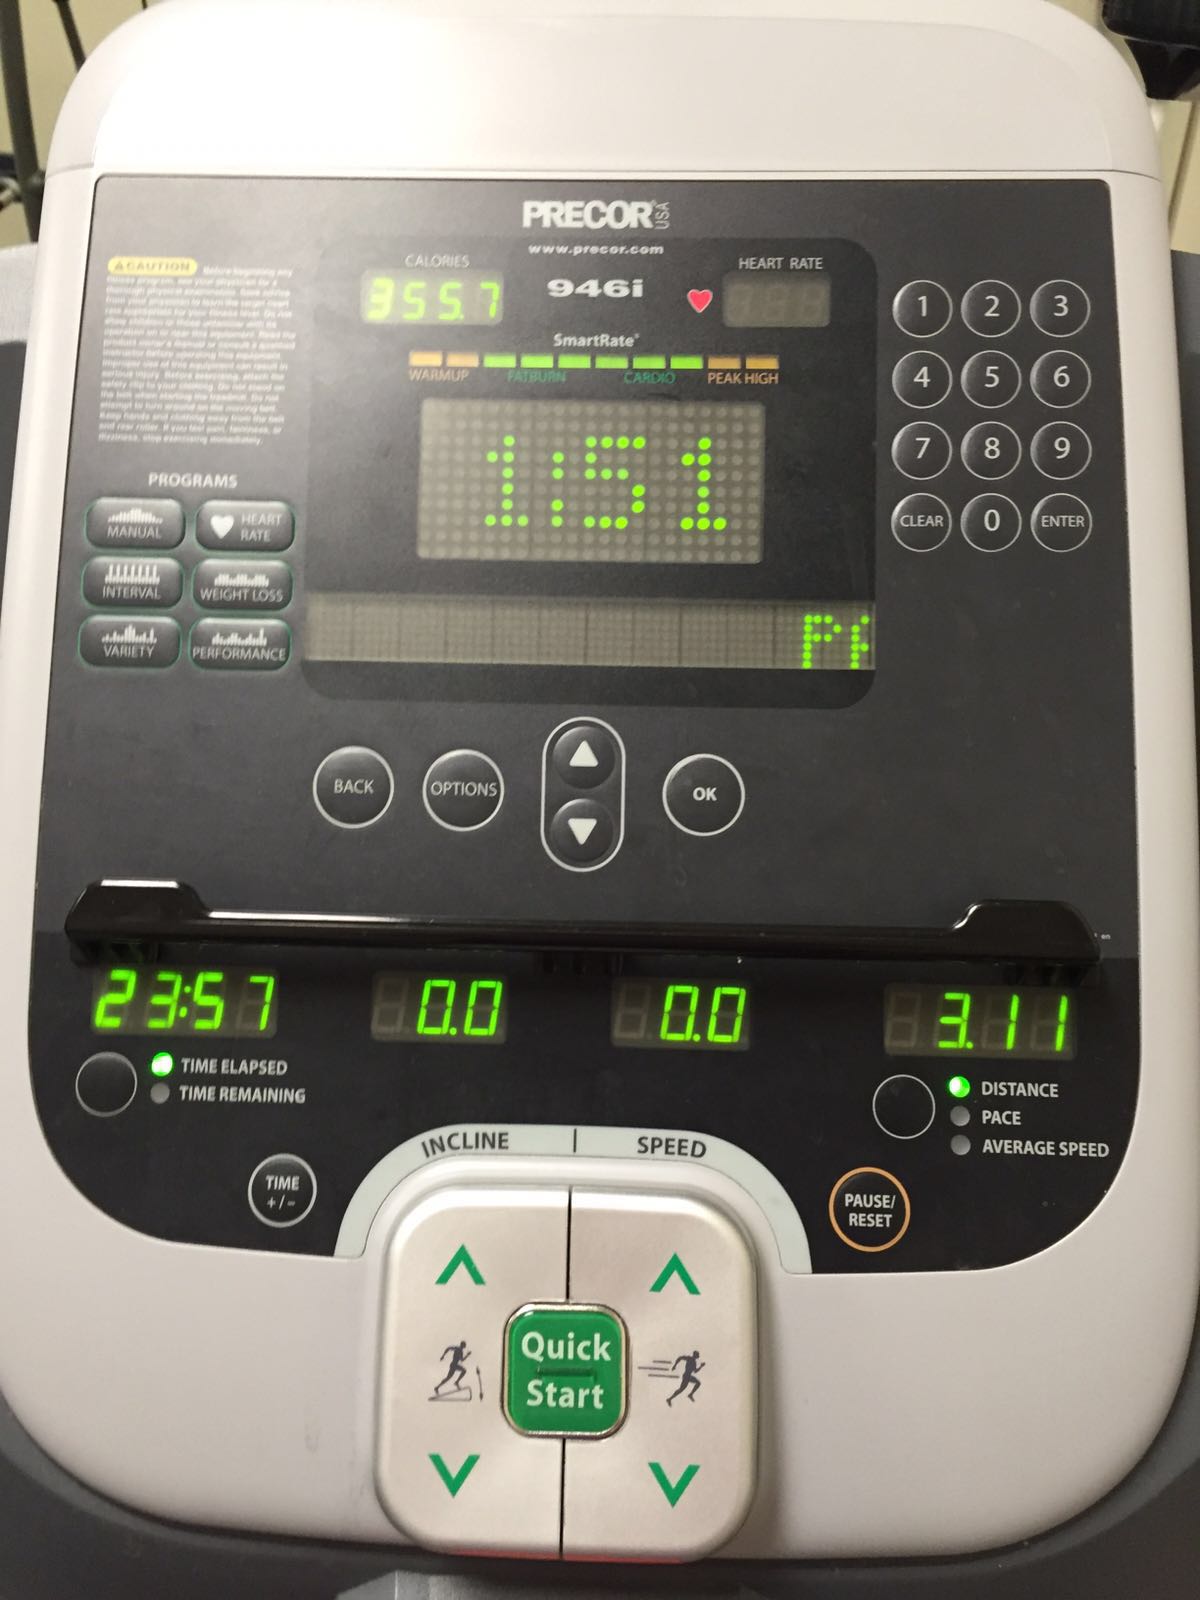 PRECOR USA
www.precor.com
CALORIES
946i
HEART RATE
355.7
SmartRate
WARMUP FATBURN CARDIO PEAK HIGH
CAUTION Before beginning any
1:51
PROGRAMS
MANUAL
HEART RATE
INTERVAL
WEIGHT LOSS
VARIETY
PERFORMANCE
1 2 3
4 5 6
7 8 9
CLEAR 0 ENTER
BACK
OPTIONS
OK
23:57
0.0
0.0
3.11
TIME ELAPSED
TIME REMAINING
DISTANCE
PACE
AVERAGE SPEED
TIME
+/-
INCLINE | SPEED
PAUSE/
RESET
Quick
Start